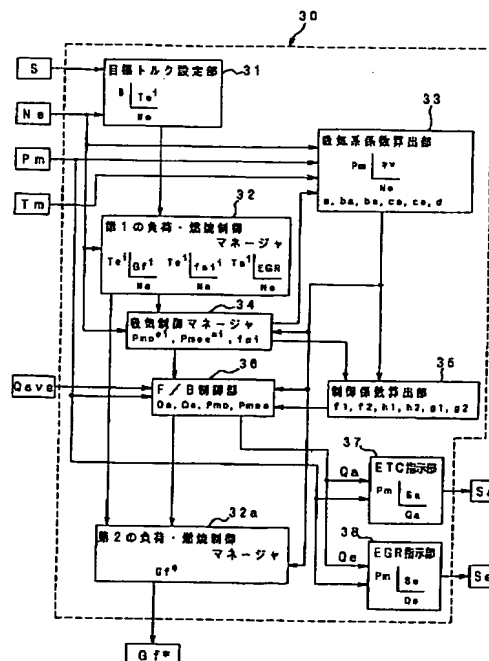 30
S
目標トルク設定部
31
S
Te i
Ne
Ne
33
吸気系係数算出部
Pm
ηv
Ne
a, ba, be, ca, ce, d
Pm
Tm
32
第1の負荷・燃焼制御
マネージャ
Te i
Gf i
Ne
Te i
fai i
Ne
Te i
EGR
Ne
34
吸気制御マネージャ
36
F/B制御部
Qa, Qe, Pmo, Pmee
Qave
35
制御係数算出部
f1, f2, h1, h2, g1, g2
37
Qa
ETC指示部
Pm
Sa
Qa
Sa
38
Qe
EGR指示部
Pm
Se
Qe
Se
32a
第2の負荷・燃焼制御
マネージャ
Gf*
Gf*